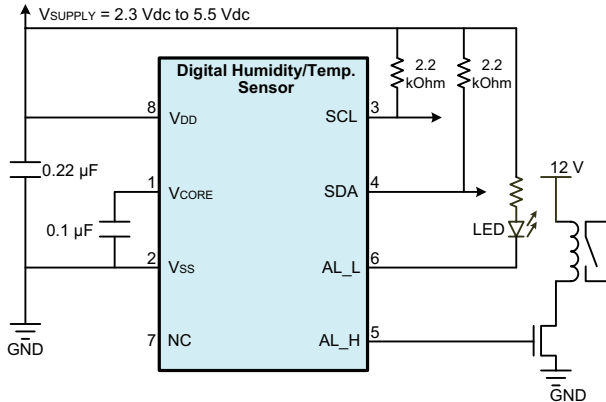 VSUPPLY = 2.3 Vdc to 5.5 Vdc
2.2
kOhm
2.2
kOhm
Digital Humidity/Temp.
Sensor
8
VDD
SCL
3
0.22 µF
1
VCORE
SDA
4
12 V
0.1 µF
LED
2
VSS
AL_L
6
7
NC
AL_H
5
GND
GND